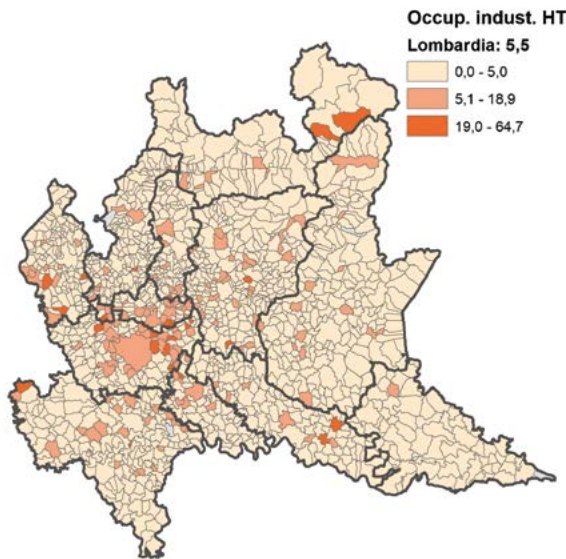 Occup. indust. HT
Lombardia: 5,5
0,0 - 5,0
5,1 - 18,9
19,0 - 64,7